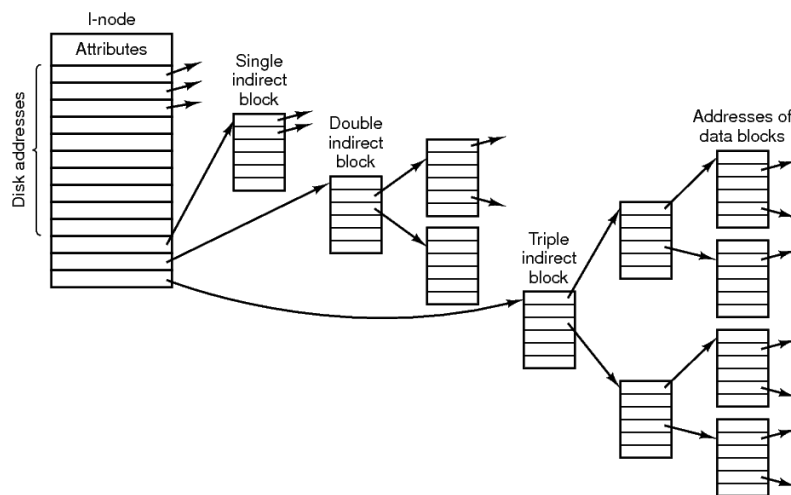 I-node
Attributes
Disk addresses
Single
indirect
block
Double
indirect
block
Triple
indirect
block
Addresses of
data blocks